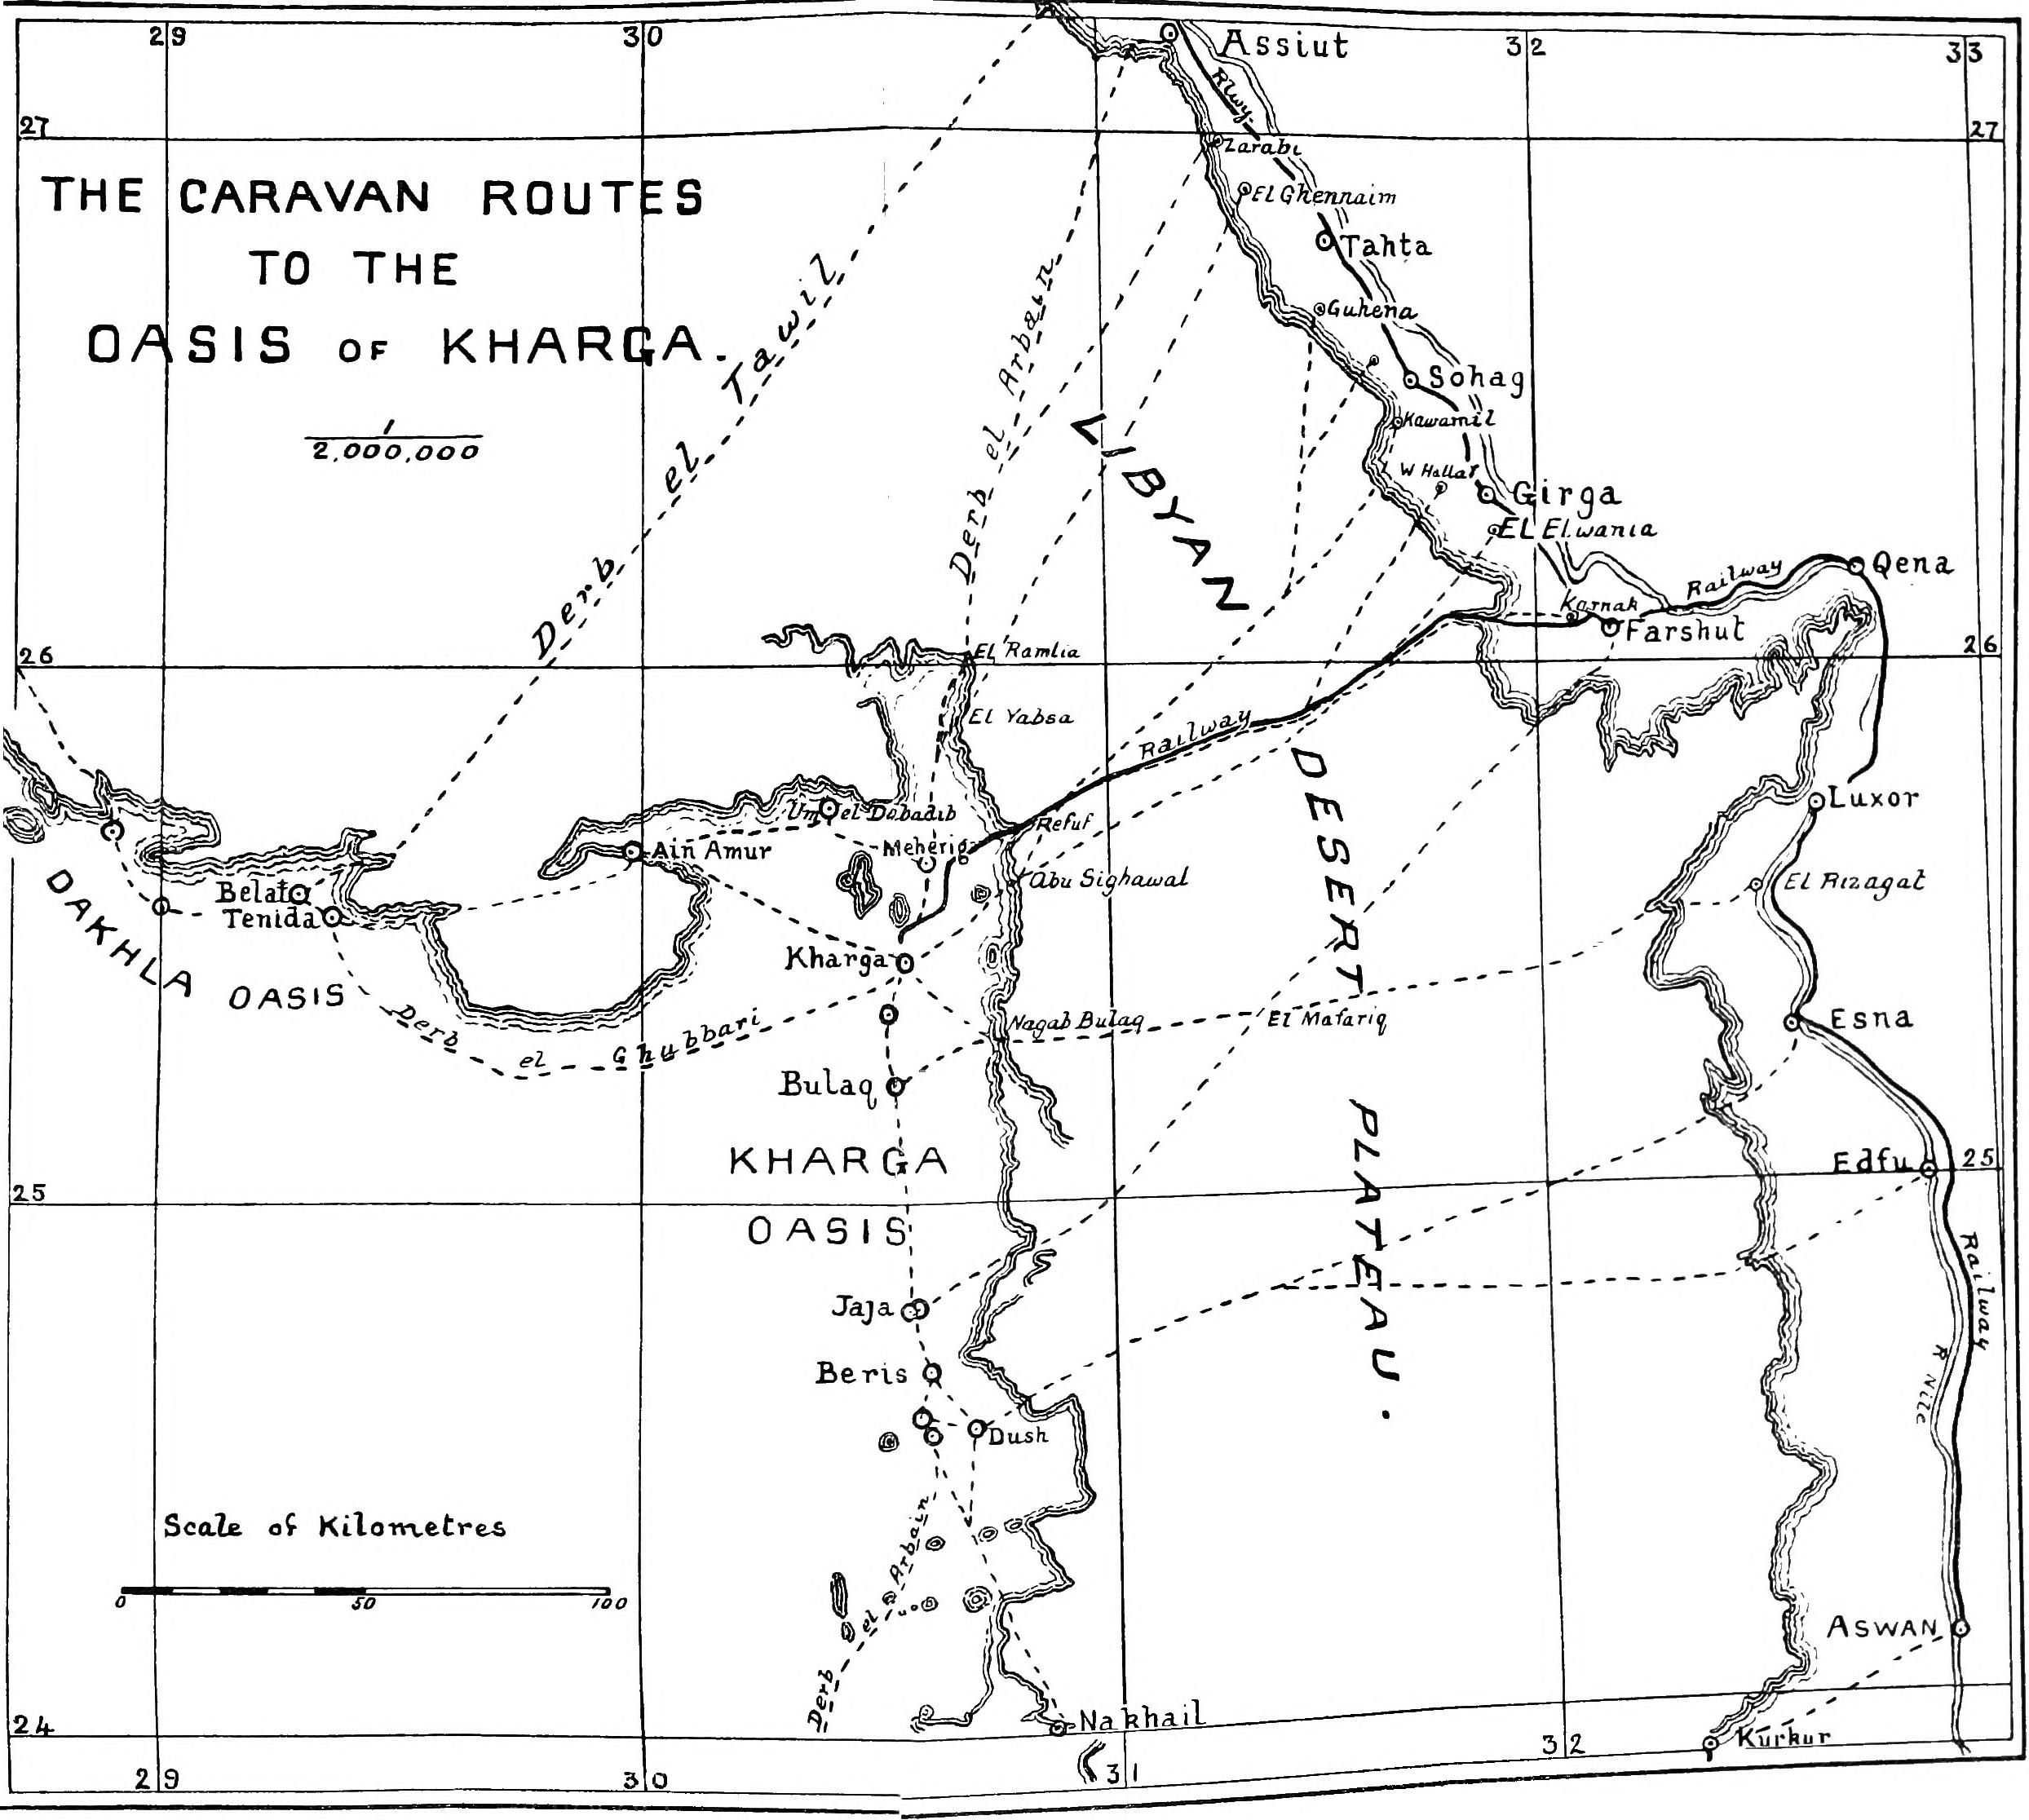 29
30
32
33
Assiut
Rlwy.
27
27
Zarabi
El Ghennaim
THE CARAVAN ROUTES
TO THE
OASIS OF KHARGA.
1
2,000,000
Tahta
Guhena
Sohag
Kawamil
W Hallat
Girga
EL Elwania
Qena
Railway
Karnak
Farshut
Derb el Tawil
Derb el Arbain
LIBYAN
DESERT
PLATEAU.
26
26
El Ramlia
El Yabsa
Railway
Luxor
Um el Dabadib
Refuf
Ain Amur
Meherig
Abu Sighawal
El Rizagat
Belat
Tenida
DAKHLA
OASIS
Kharga
Derb el Ghubbari
Nagab Bulaq
El Mafariq
Esna
Bulaq
KHARGA
OASIS
Edfu
25
25
Jaja
Beris
Dush
Railway
R Nile
Scale of Kilometres
0
50
100
Derb el Arbain
ASWAN
24
Nakhail
Kurkur
29
30
31
32